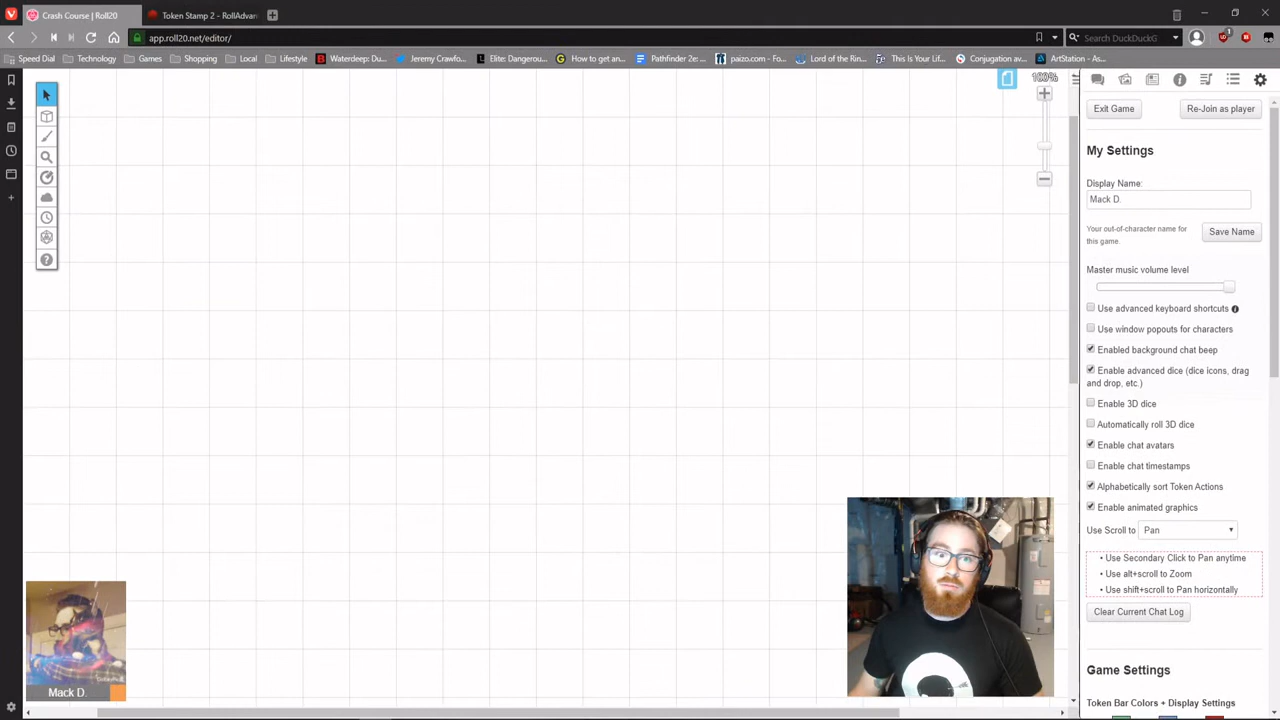 Crash Course | Roll20
Token Stamp 2 - RollAdvan
app.roll20.net/editor/
Search DuckDuckG
Speed Dial
Technology
Games
Shopping
Local
Lifestyle
Waterdeep: Du...
Jeremy Crawfo...
Elite: Dangerou...
How to get an...
Pathfinder 2e: ...
paizo.com - Fo...
Lord of the Rin...
This Is Your Life...
Conjugation av...
ArtStation - As...
100%
Exit Game
Re-Join as player
My Settings
Display Name:
Mack D.
Your out-of-character name for
this game.
Save Name
Master music volume level
Use advanced keyboard shortcuts
Use window popouts for characters
Enabled background chat beep
Enable advanced dice (dice icons, drag
and drop, etc.)
Enable 3D dice
Automatically roll 3D dice
Enable chat avatars
Enable chat timestamps
Alphabetically sort Token Actions
Enable animated graphics
Use Scroll to
Pan
• Use Secondary Click to Pan anytime
• Use alt+scroll to Zoom
• Use shift+scroll to Pan horizontally
Clear Current Chat Log
Game Settings
Token Bar Colors + Display Settings
Mack D.